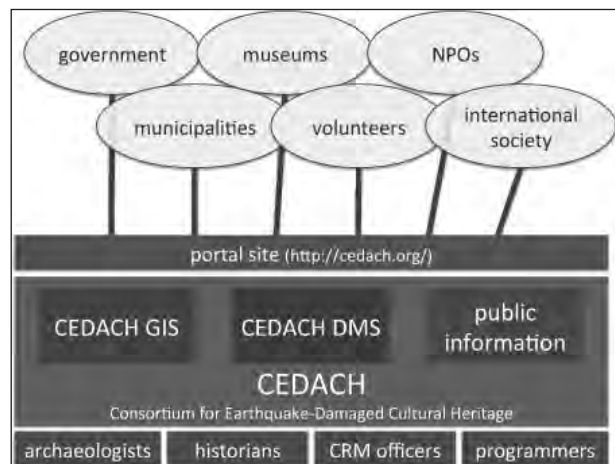 government
museums
NPOs
municipalities
volunteers
international
society
portal site (http://cedach.org/)
CEDACH GIS
CEDACH DMS
public
information
CEDACH
Consortium for Earthquake-Damaged Cultural Heritage
archaeologists
historians
CRM officers
programmers